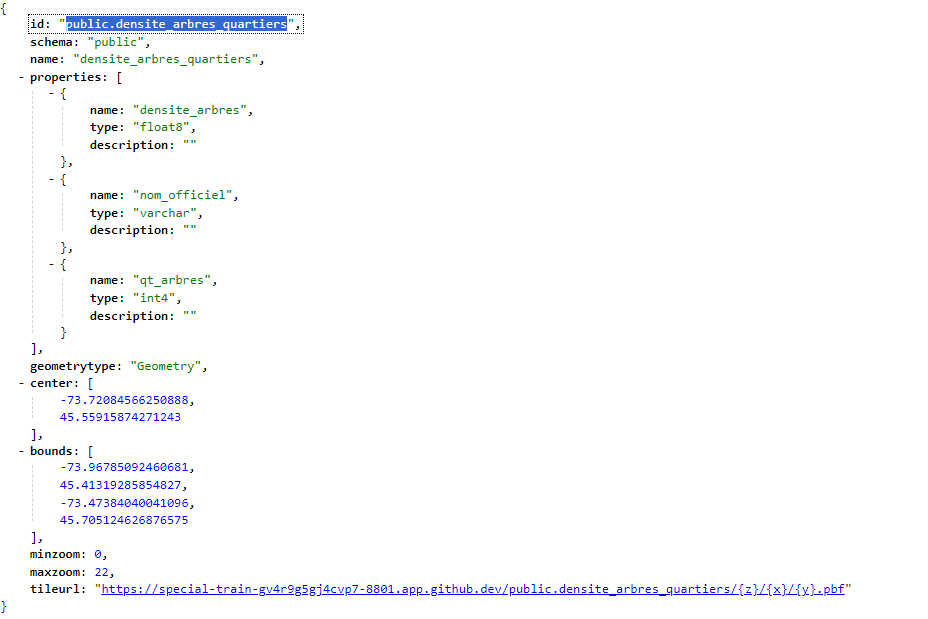 {
id: "public.densite_arbres_quartiers",
schema: "public",
name: "densite_arbres_quartiers",
- properties: [
- {
name: "densite_arbres",
type: "float8",
description: ""
},
- {
name: "nom_officiel",
type: "varchar",
description: ""
},
- {
name: "qt_arbres",
type: "int4",
description: ""
}
],
geometrytype: "Geometry",
- center: [
-73.72084566250888,
45.55915874271243
],
- bounds: [
-73.96785092460681,
45.41319285854827,
-73.47384040041096,
45.705124626876575
],
minzoom: 0,
maxzoom: 22,
tileurl: "https://special-train-gv4r9g5gj4cvp7-8801.app.github.dev/public.densite_arbres_quartiers/{z}/{x}/{y}.pbf"
}